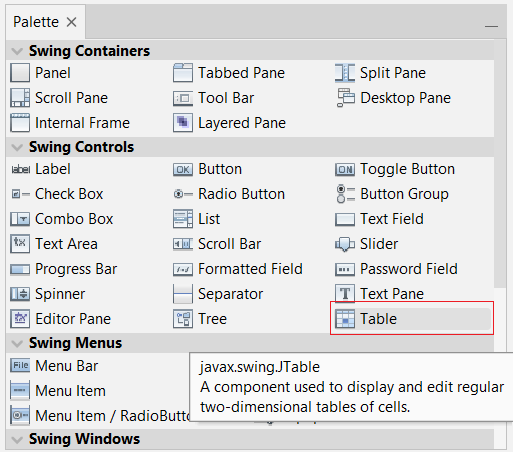 Palette
Swing Containers
Panel Tabbed Pane Split Pane
Scroll Pane Tool Bar Desktop Pane
Internal Frame Layered Pane
Swing Controls
label Label OK Button ON Toggle Button
Check Box Radio Button Button Group
Combo Box List Text Field
Text Area Scroll Bar Slider
Progress Bar Formatted Field Password Field
Spinner Separator T Text Pane
Editor Pane Tree Table
Swing Menus
File Menu Bar
Menu Item
Menu Item / RadioButto
javax.swing.JTable
A component used to display and edit regular
two-dimensional tables of cells.
Swing Windows